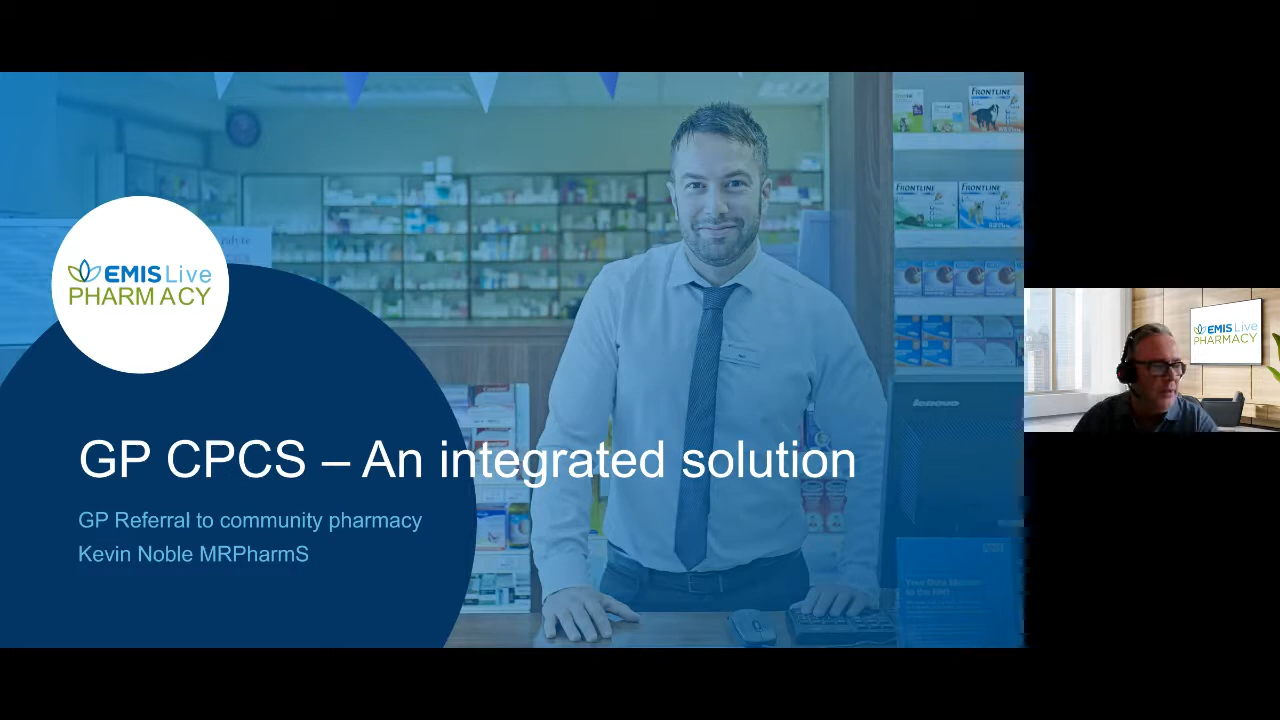 FRONTLINE
FRONTLINE
FRONTLINE
EMIS Live
PHARMACY
EMIS Live
PHARMACY
lenovo
GP CPCS – An integrated solution
GP Referral to community pharmacy
Kevin Noble MRPharmS